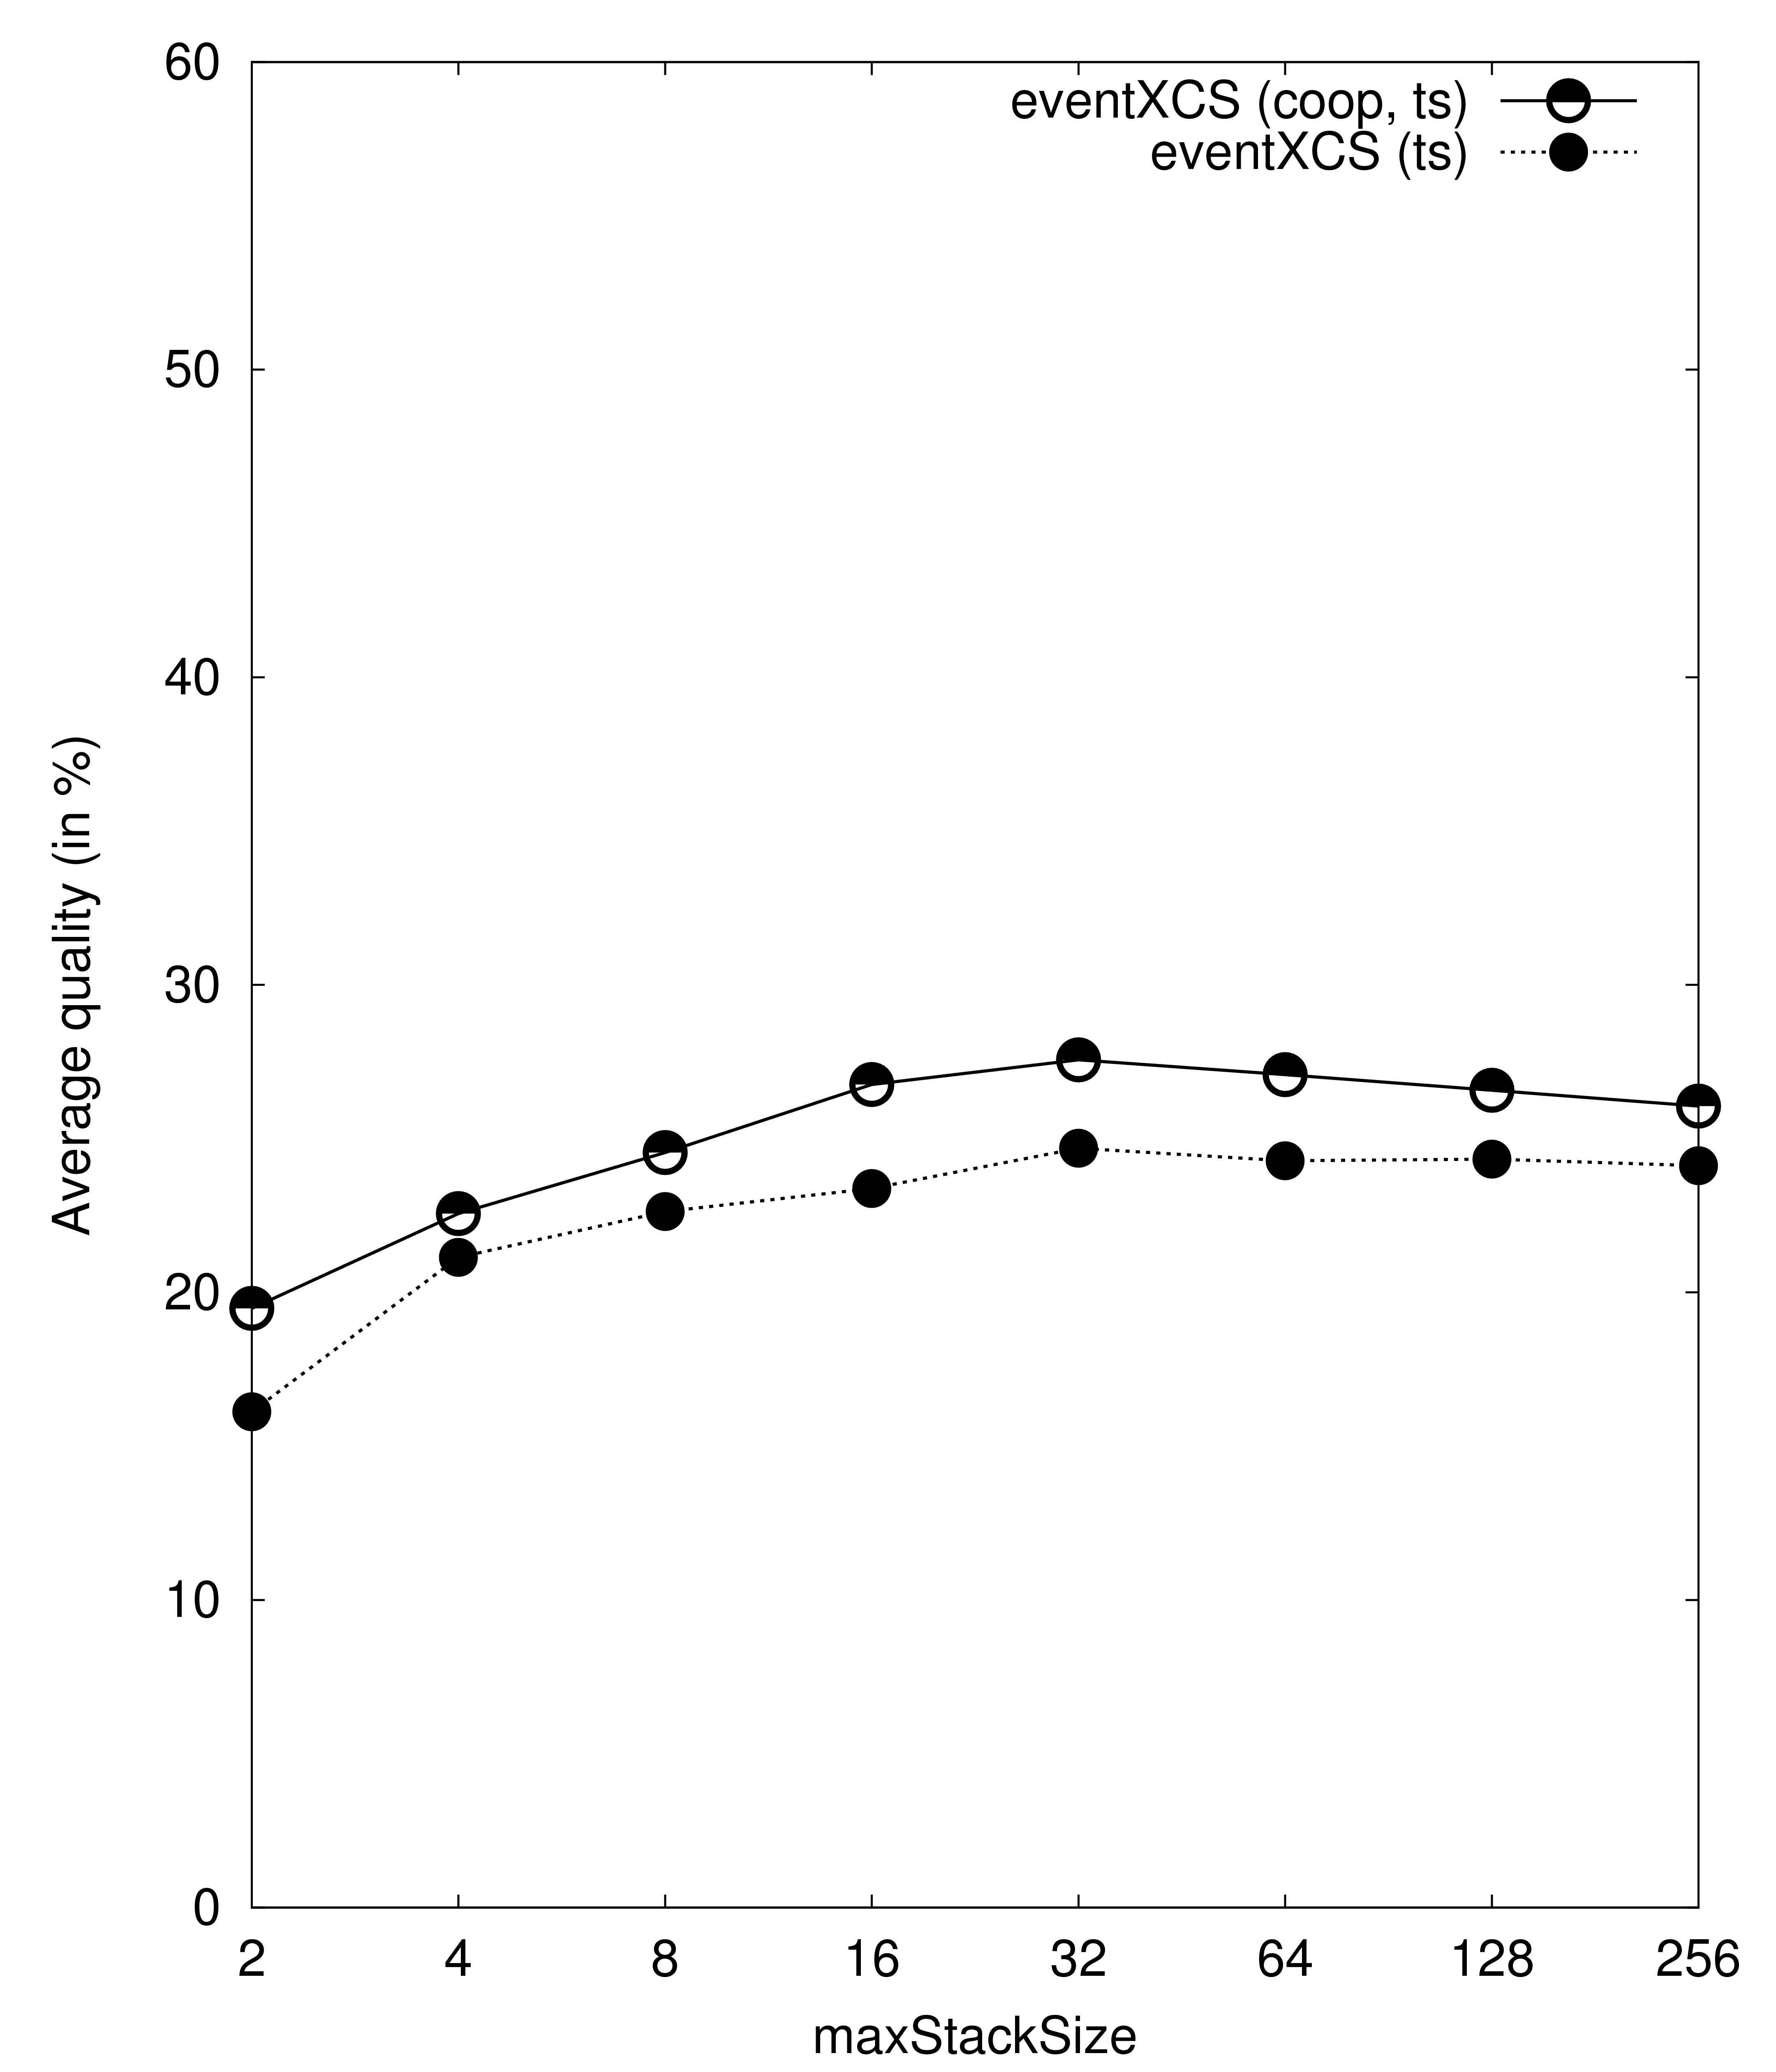 60
50
40
30
20
10
0
Average quality (in %)
eventXCS (coop, ts)
eventXCS (ts)
2 4 8 16 32 64 128 256
maxStackSize